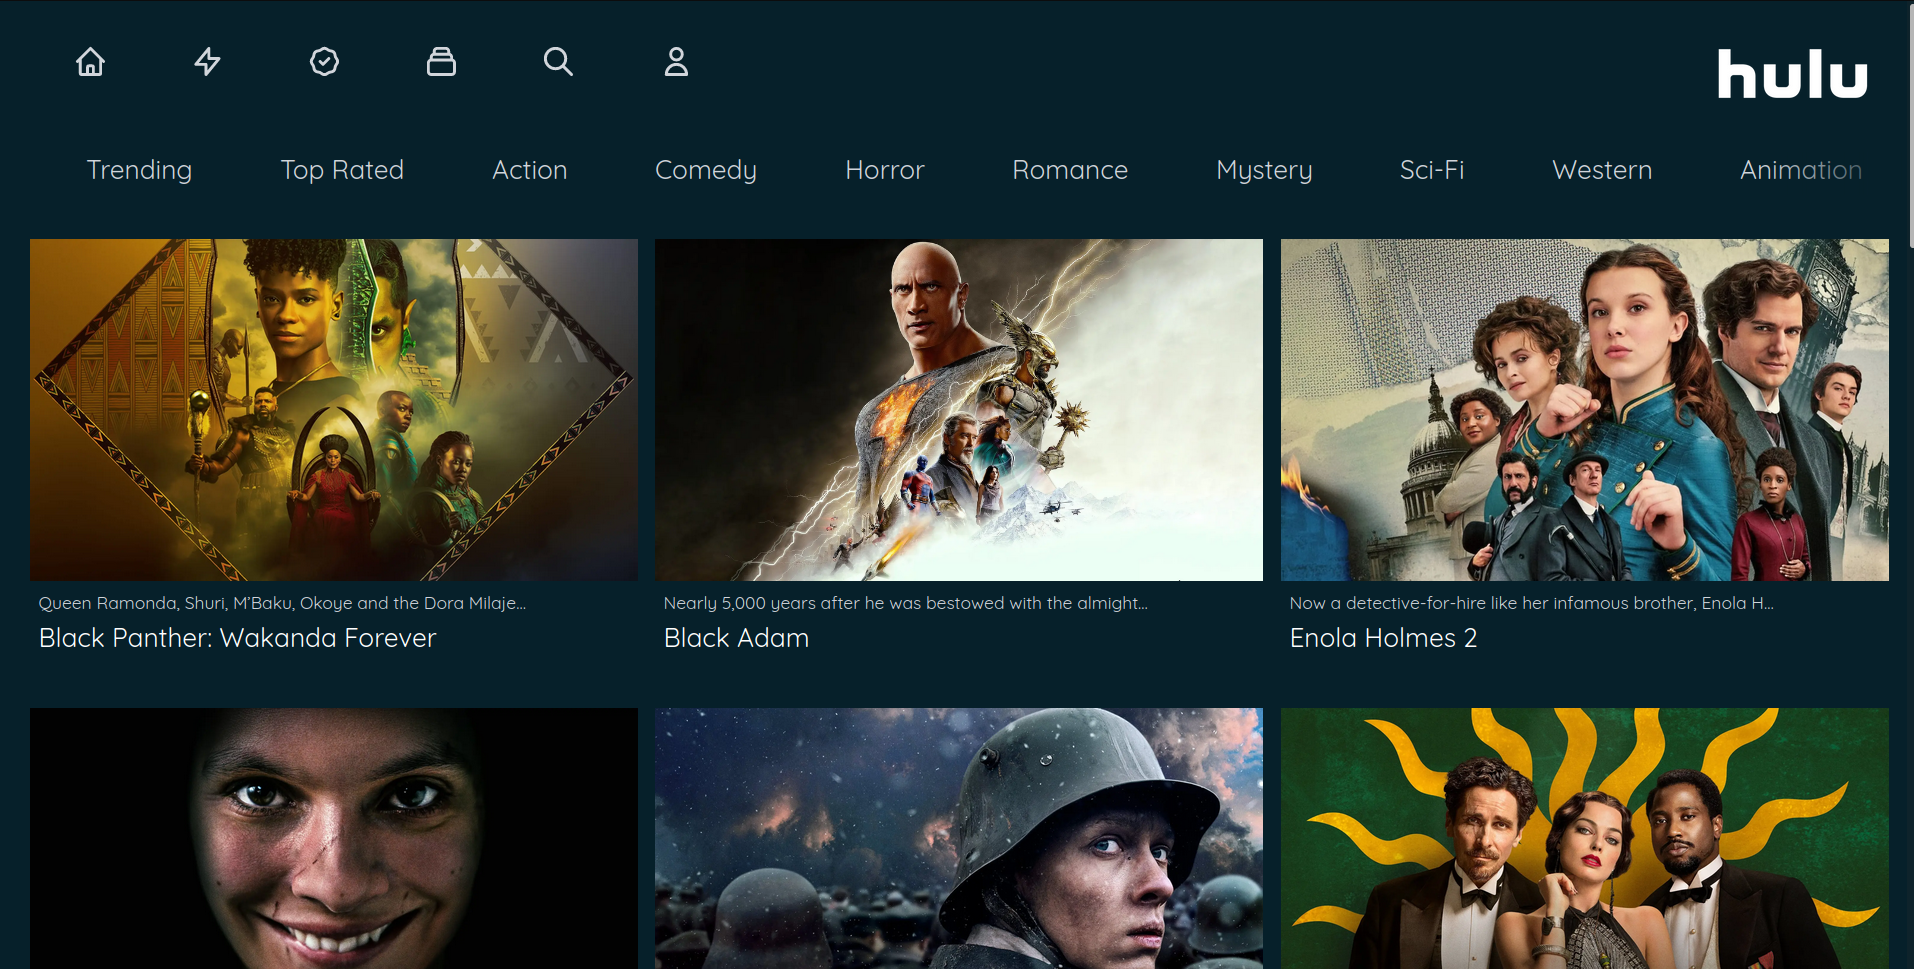 hulu
Trending Top Rated Action Comedy Horror Romance Mystery Sci-Fi Western Animation
Queen Ramonda, Shuri, M'Baku, Okoye and the Dora Milaje...
Black Panther: Wakanda Forever
Nearly 5,000 years after he was bestowed with the almight...
Black Adam
Now a detective-for-hire like her infamous brother, Enola H...
Enola Holmes 2